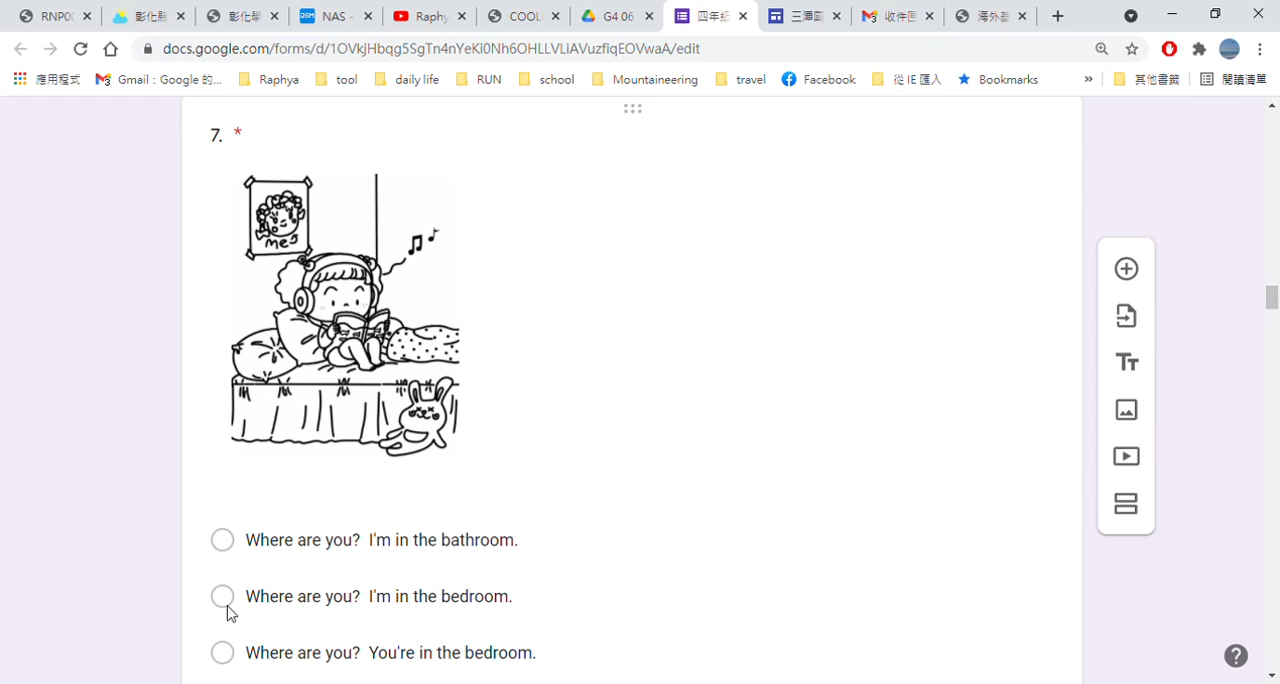 RNP0
彰化縣
彰化學
NAS -
Raphy
COOL
G4 06
四年級
三潭國
收件匣
海外
docs.google.com/forms/d/1OVkjHbqg5SgTn4nYeKi0Nh6OHLLVLiAVuzfiqEOVwaA/edit
應用程式 Gmail：Google 的... Raphya tool daily life RUN school Mountaineering travel Facebook 從 IE 匯入 Bookmarks » 其他書籤 閱讀清單
7. *
me
Where are you? I'm in the bathroom.
Where are you? I'm in the bedroom.
Where are you? You're in the bedroom.